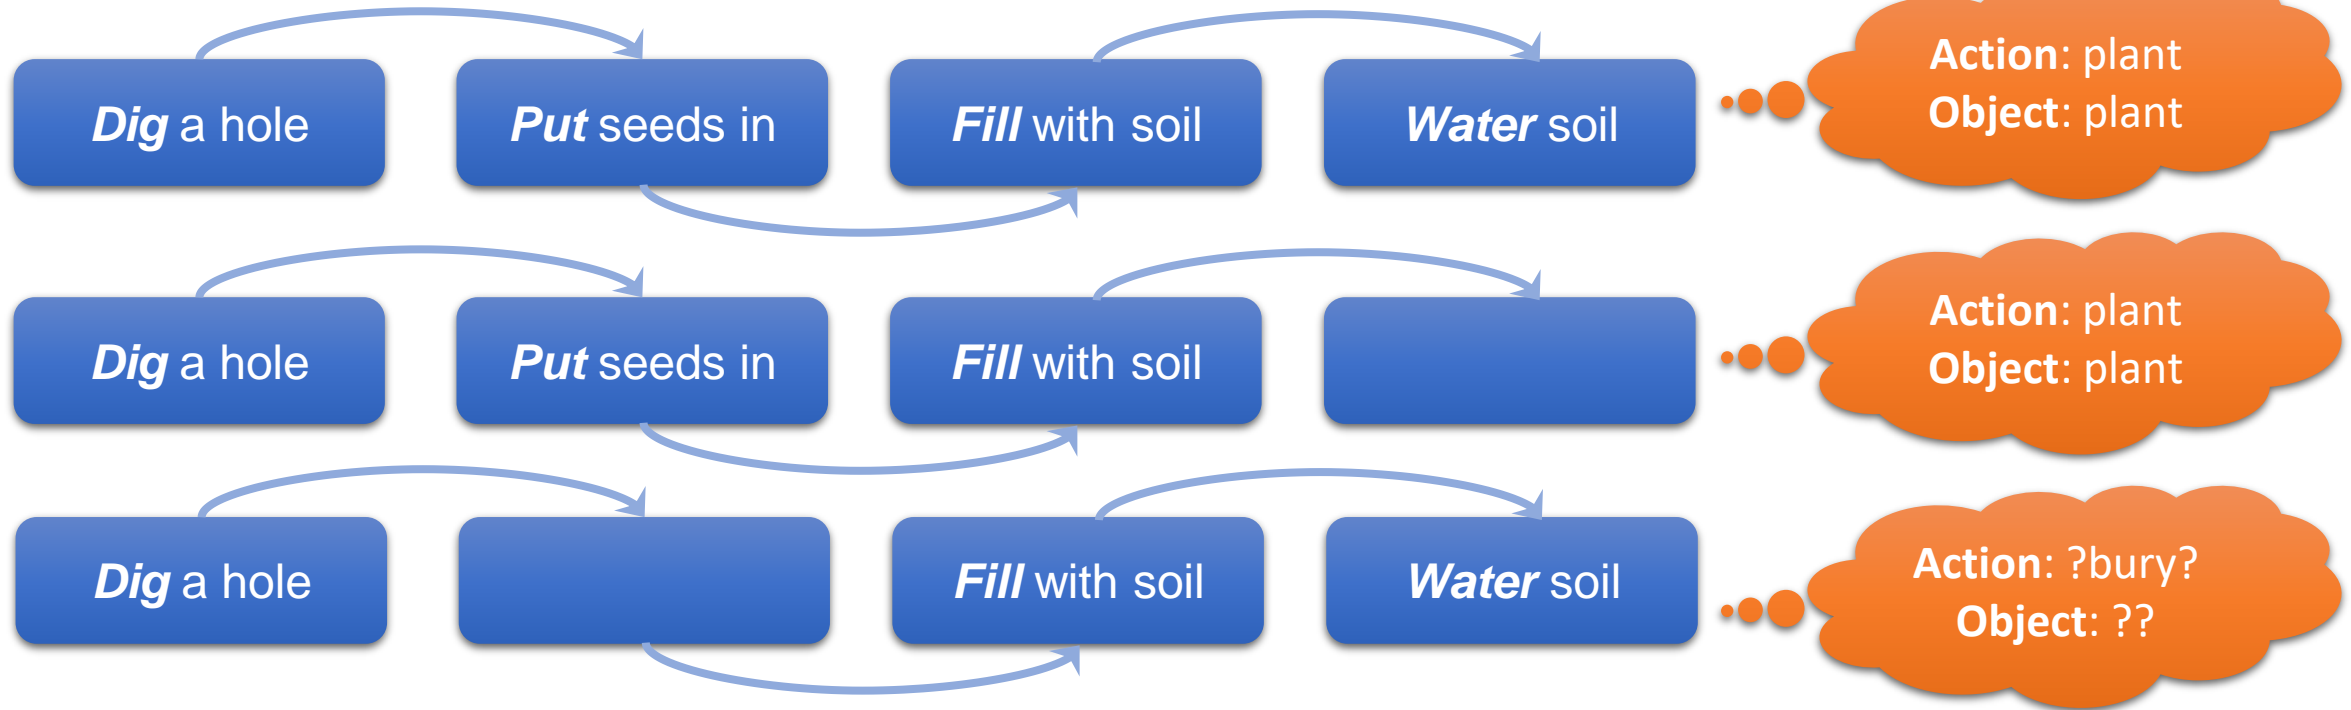 Dig a hole
Put seeds in
Fill with soil
Water soil
Action: plant
Object: plant
Dig a hole
Put seeds in
Fill with soil
Action: plant
Object: plant
Dig a hole
Fill with soil
Water soil
Action: ?bury?
Object: ??